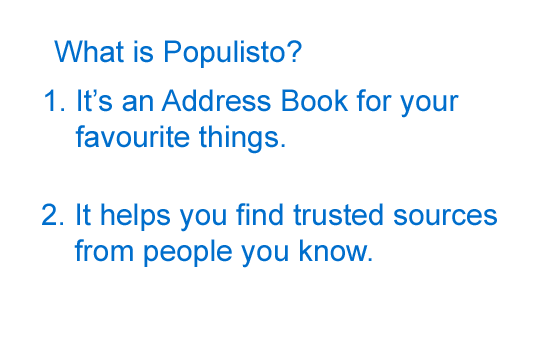 What is Populisto?
1. It’s an Address Book for your
favourite things.
2. It helps you find trusted sources
from people you know.